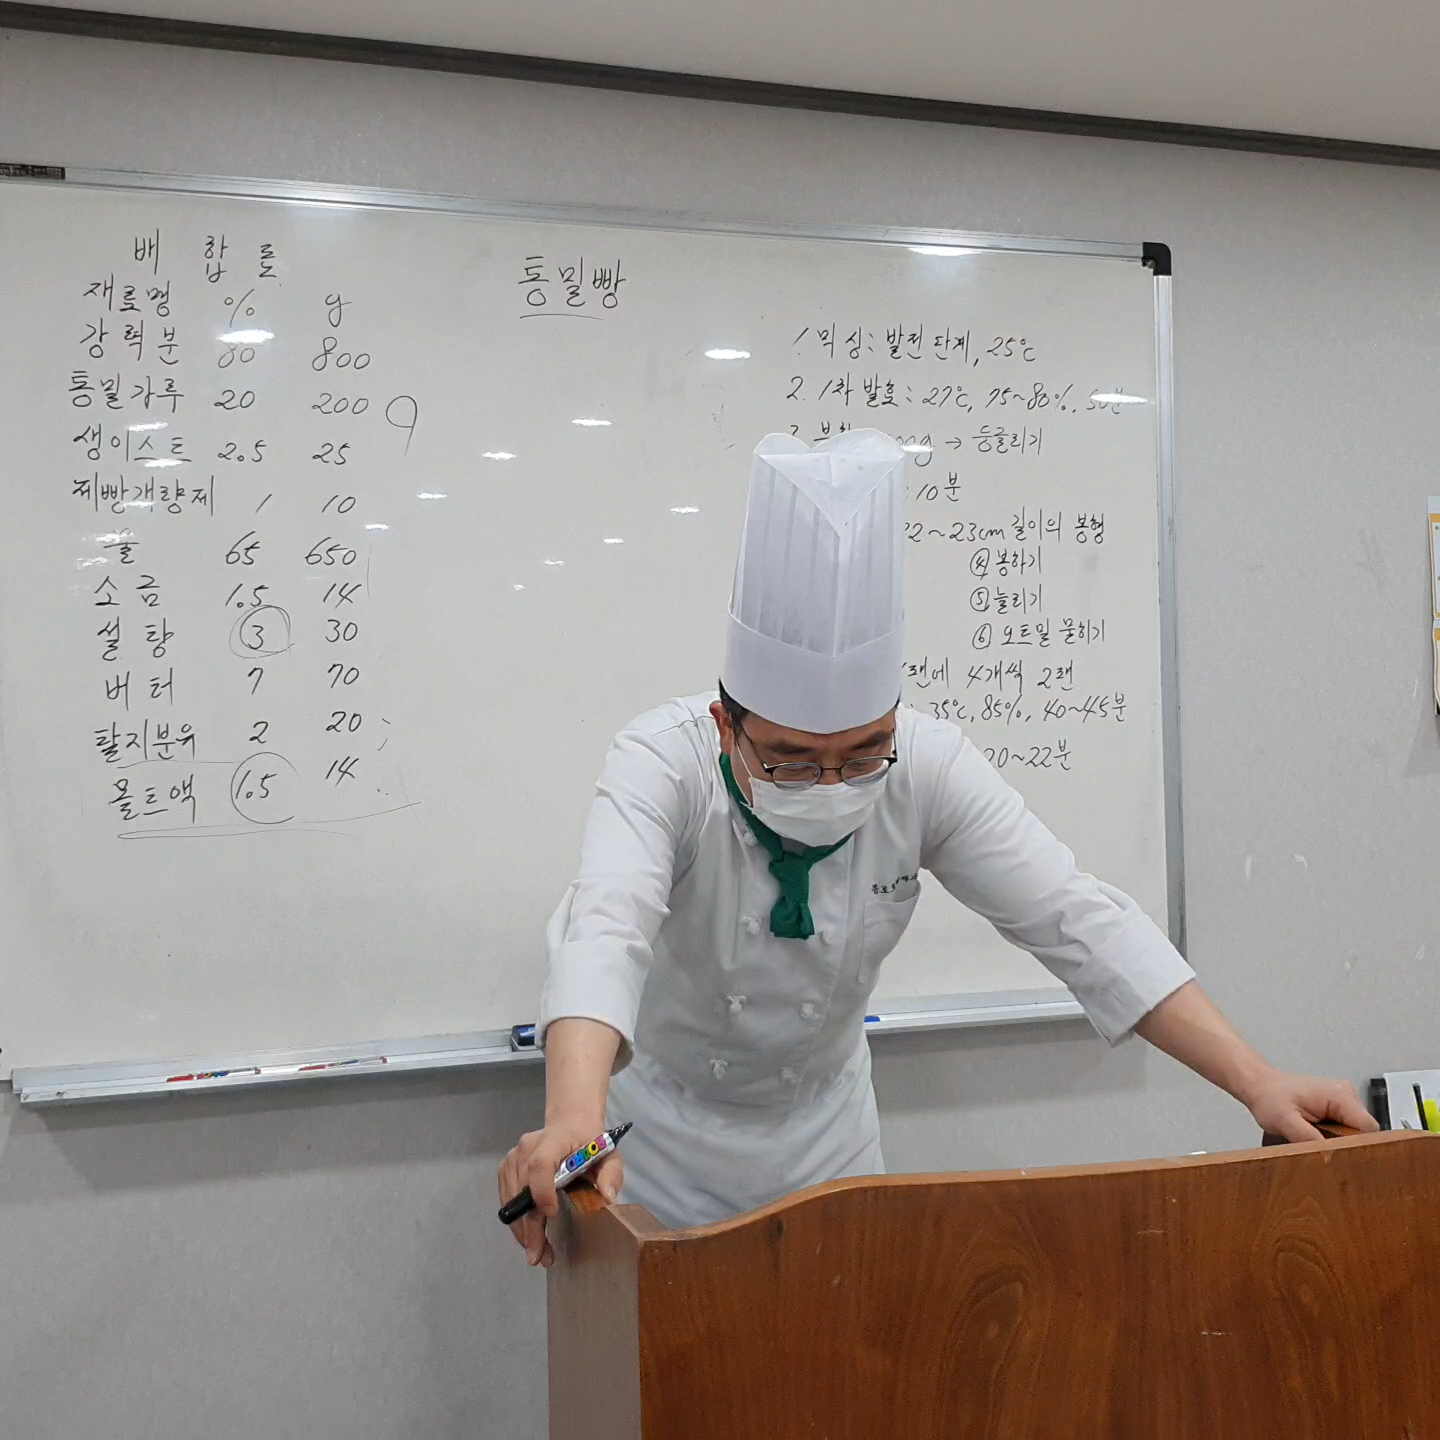 배 합 표
재료명 % g
강력분 80 800
통밀가루 20 200
생이스트 2.5 25
제빵개량제 1 10
물 65 650
소금 1.5 14
설탕 3 30
버터 7 70
탈지분유 2 20
몰트액 1.5 14
통밀빵
1. 믹싱: 발전단계, 25℃
2. 1차 발효: 27℃, 75~80%, 50분
→ 둥글리기
: 10분
22~23cm 길이의 봉형
④ 봉하기
⑤ 늘리기
⑥ 오트밀 묻히기
4개씩 2팬
35℃, 85%, 40~45분
20~22분
BOARD